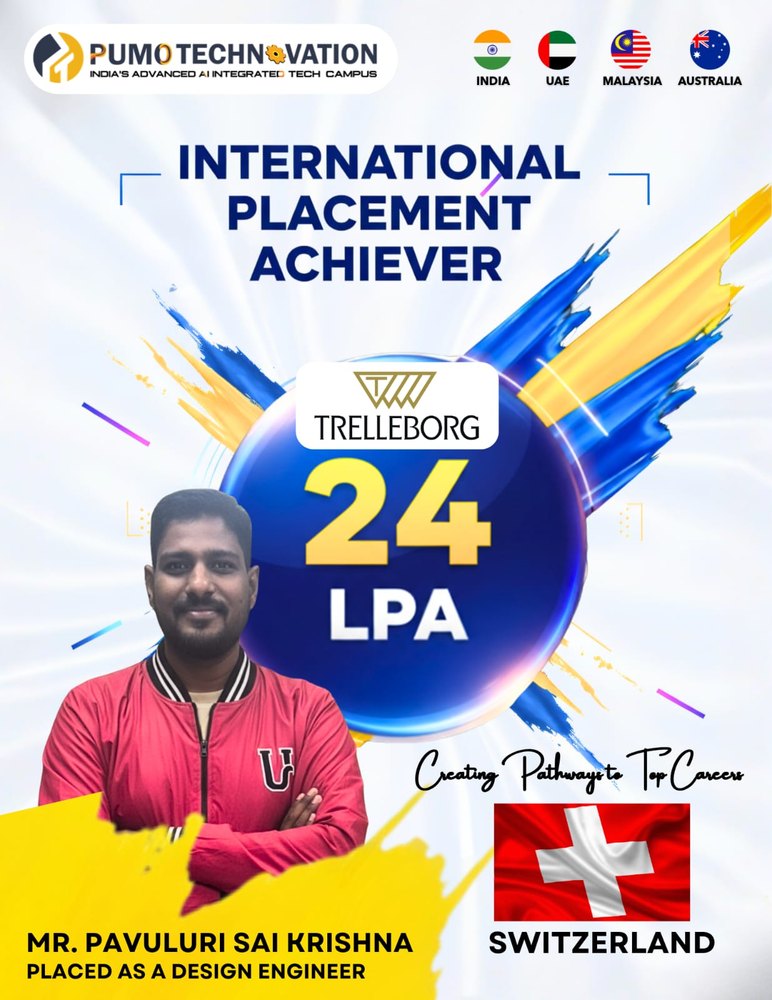 PUMO TECHNOVATION
INDIA'S ADVANCED AI INTEGRATED TECH CAMPUS
INDIA
UAE
MALAYSIA
AUSTRALIA
INTERNATIONAL
PLACEMENT
ACHIEVER
TRELLEBORG
24
LPA
U
Creating Pathways to Top Careers
MR. PAVULURI SAI KRISHNA
PLACED AS A DESIGN ENGINEER
SWITZERLAND